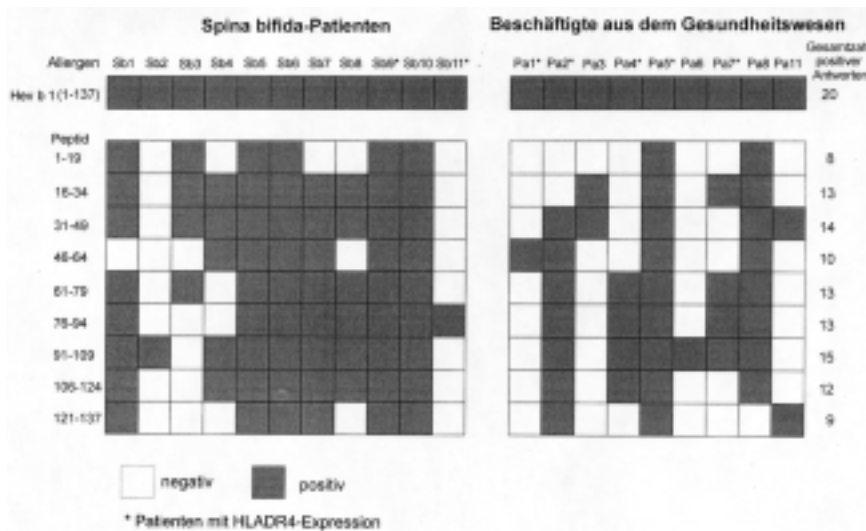 Spina bifida-Patienten
Beschäftigte aus dem Gesundheitswesen
Allergen Sb1 Sb2 Sb3 Sb4 Sb5 Sb6 Sb7 Sb8 Sb9* Sb10 Sb11* Pa1* Pa2* Pa3 Pa4* Pa5* Pa6 Pa7* Pa8 Pa11
Gesamtzahl
positiver
Antworten
Hev b 1(1-137) 20
Peptid
1-19 8
16-34 13
31-49 14
46-64 10
61-79 13
76-94 13
91-109 15
106-124 12
121-137 9
negativ positiv
* Patienten mit HLADR4-Expression